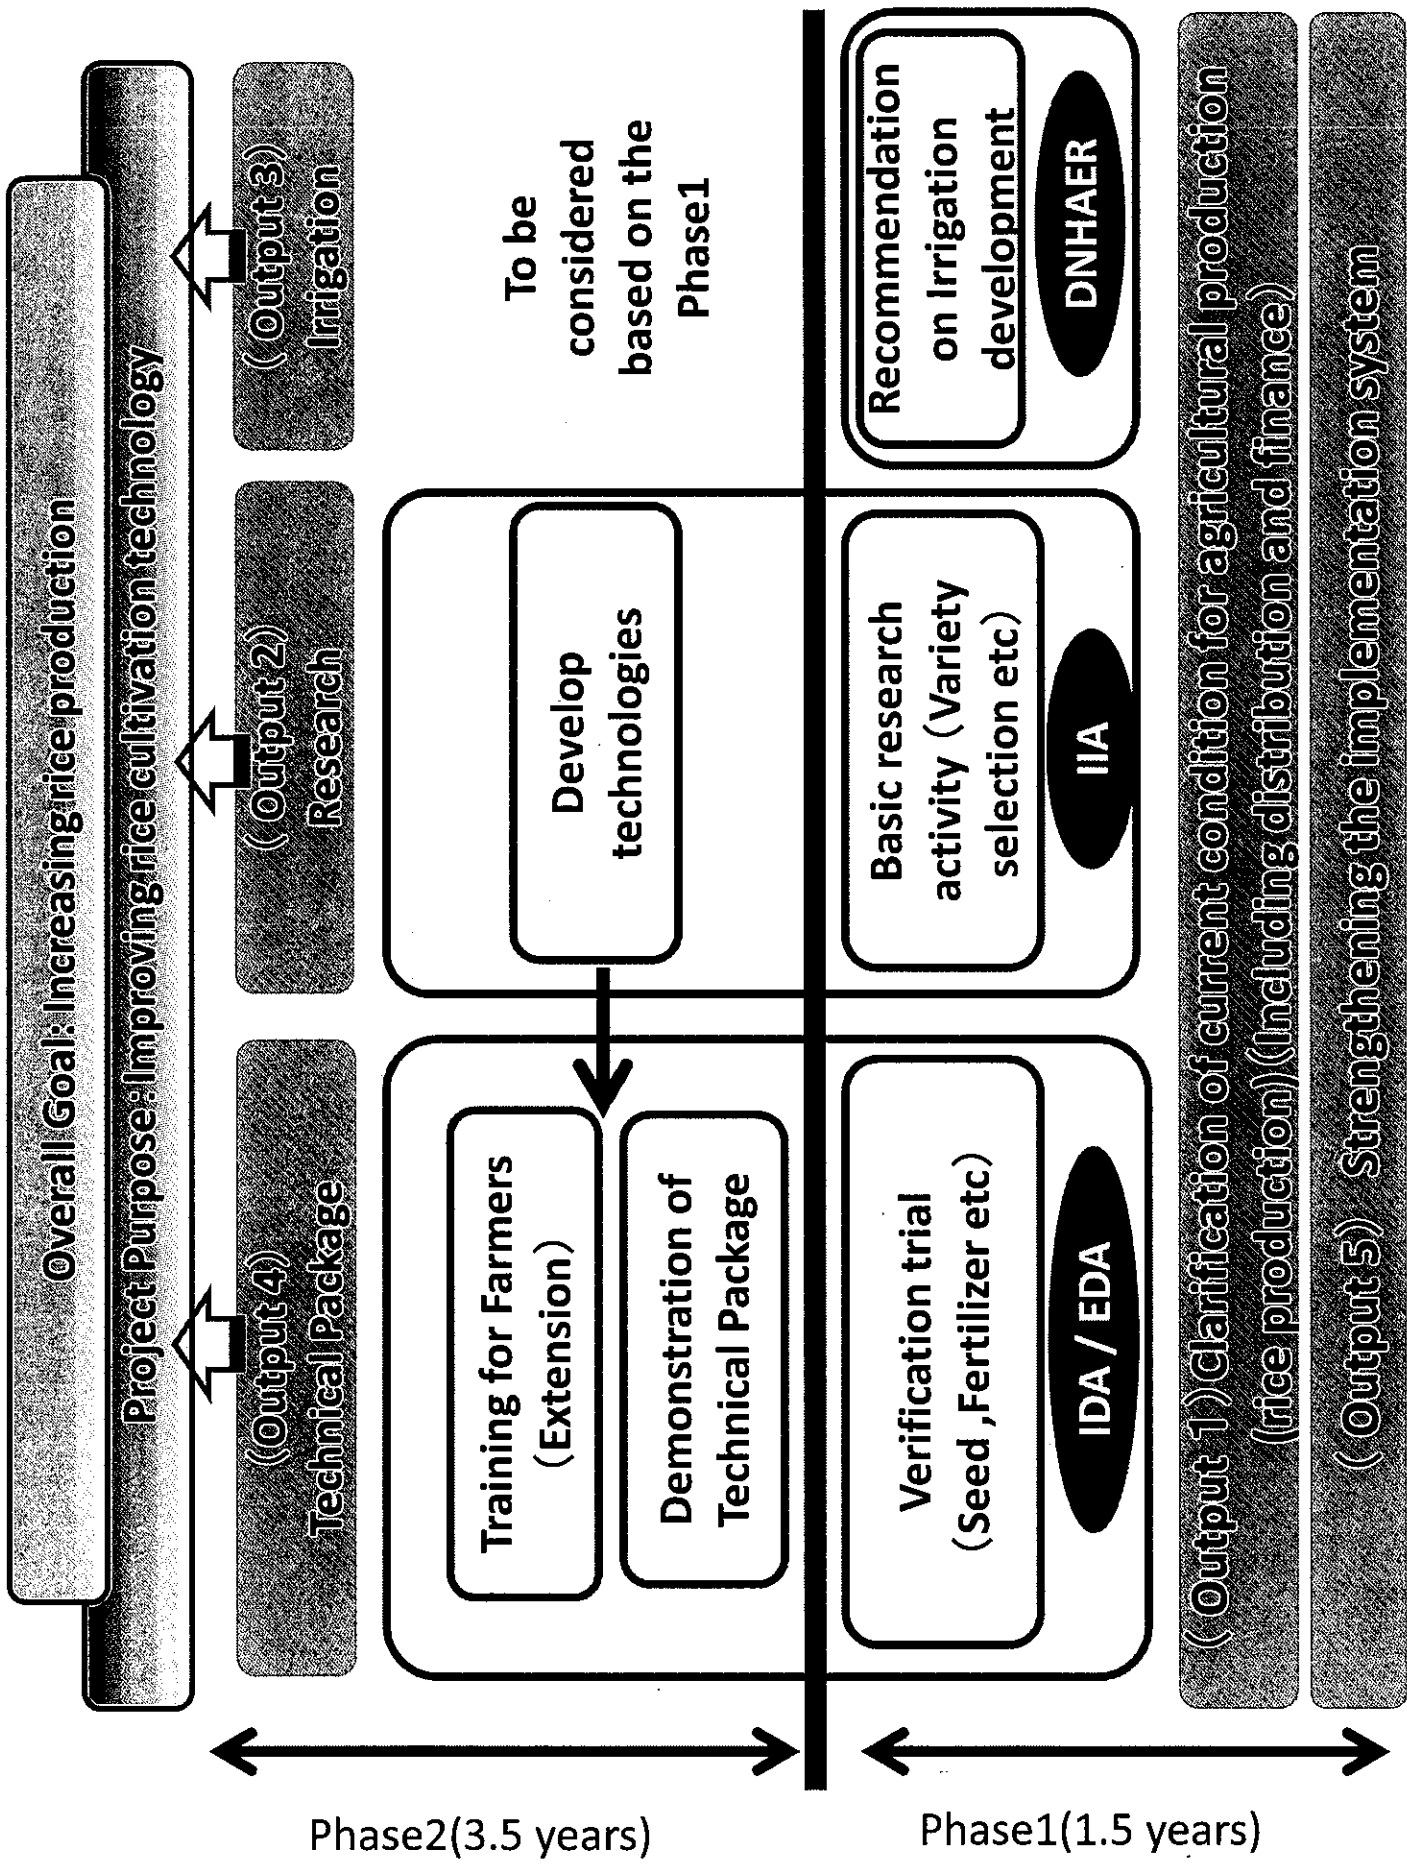 Overall Goal: Increasing rice production
Project Purpose:Improving rice cultivation technology
(Output 4)
Technical Package
(Output 2)
Research
(Output 3)
Irrigation
Training for Farmers
(Extension)
Demonstration of
Technical Package
Develop
technologies
To be
considered
based on the
Phase1
Verification trial
(Seed ,Fertilizer etc)
IDA / EDA
Basic research
activity (Variety
selection etc)
IIA
Recommendation
on Irrigation
development
DNHAER
(Output 1)Clarification of current condition for agricultural production
(rice production)(Including distribution and finance)
(Output 5) Strengthening the implementation system
Phase2(3.5 years)
Phase1(1.5 years)